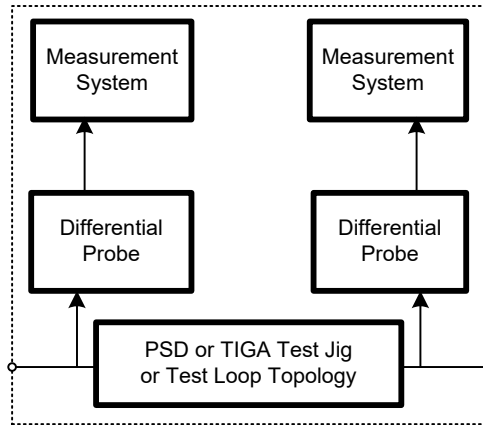 Measurement
System
Measurement
System
Differential
Probe
Differential
Probe
PSD or TIGA Test Jig
or Test Loop Topology